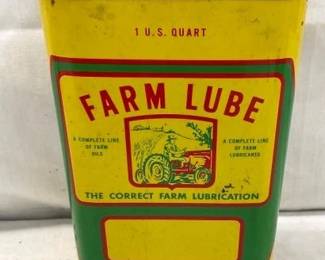 1 U.S. QUART
FARM LUBE
A COMPLETE LINE
OF FARM
OILS
A COMPLETE LINE
OF FARM
LUBRICANTS
THE CORRECT FARM LUBRICATION